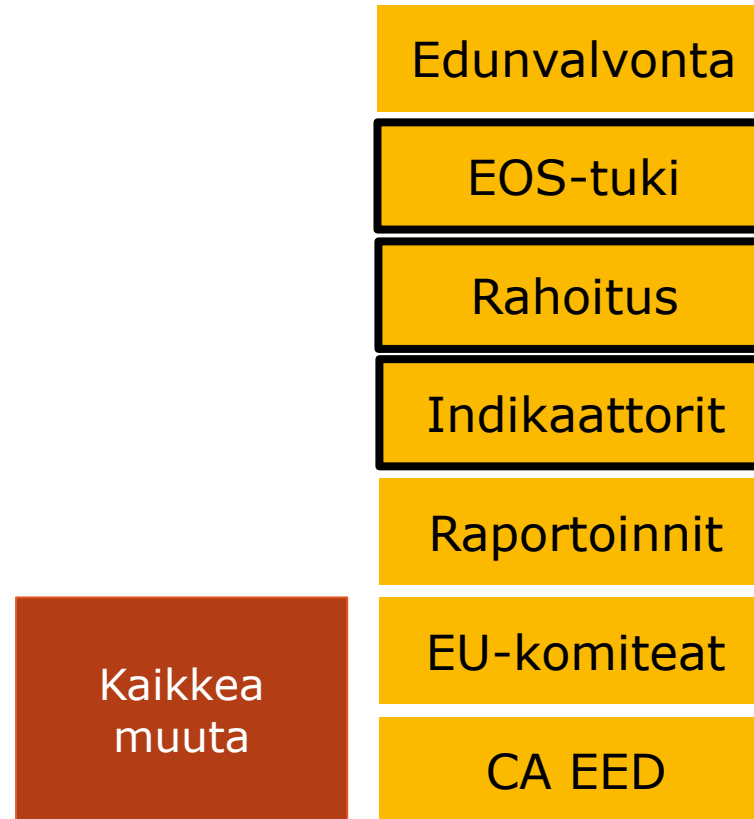 Edunvalvonta
EOS-tuki
Rahoitus
Indikaattorit
Raportoinnit
EU-komiteat
CA EED
Kaikkea
muuta